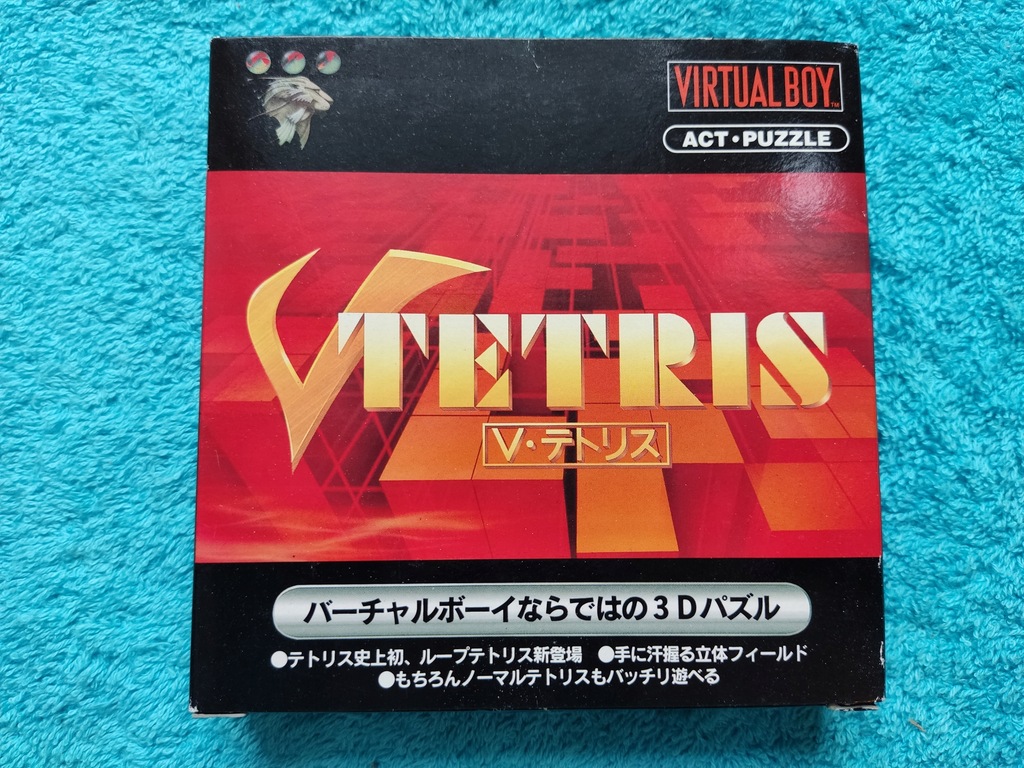 VIRTUAL BOY TM
ACT・PUZZLE
V TETRIS
V・テトリス
バーチャルボーイならではの3Dパズル
●テトリス史上初、ループテトリス新登場 ●手に汗握る立体フィールド
●もちろんノーマルテトリスもバッチリ遊べる